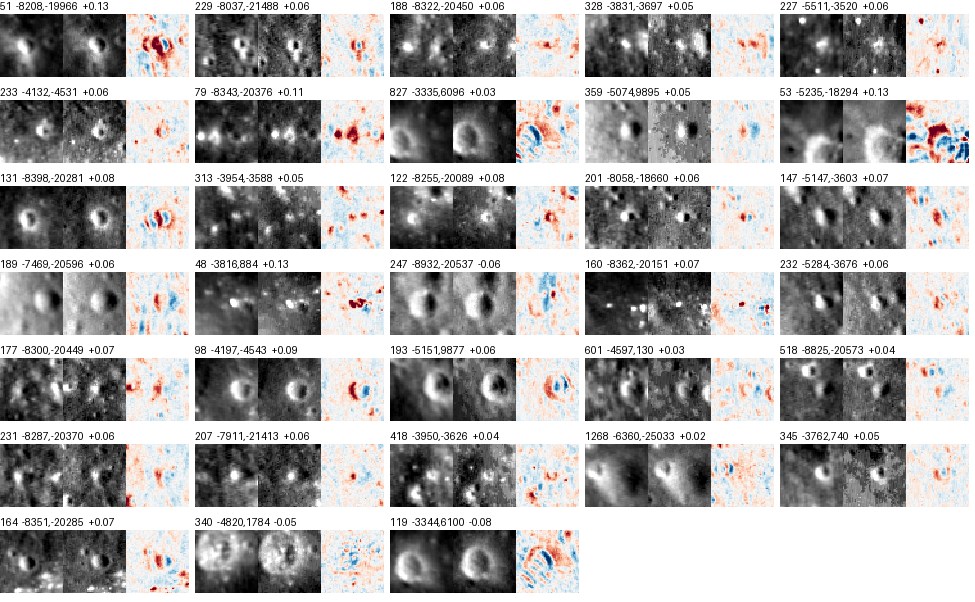 51 -8208,-19966 +0.13 229 -8037,-21488 +0.06 188 -8322,-20450 +0.06 328 -3831,-3697 +0.05 227 -5511,-3520 +0.06
233 -4132,-4531 +0.06 79 -8343,-20376 +0.11 827 -3335,6096 +0.03 359 -5074,9895 +0.05 53 -5235,-18294 +0.13
131 -8398,-20281 +0.08 313 -3954,-3588 +0.05 122 -8255,-20089 +0.08 201 -8058,-18660 +0.06 147 -5147,-3603 +0.07
189 -7469,-20596 +0.06 48 -3816,884 +0.13 247 -8932,-20537 -0.06 160 -8362,-20151 +0.07 232 -5284,-3676 +0.06
177 -8300,-20449 +0.07 98 -4197,-4543 +0.09 193 -5151,9877 +0.06 601 -4597,130 +0.03 518 -8825,-20573 +0.04
231 -8287,-20370 +0.06 207 -7911,-21413 +0.06 418 -3950,-3626 +0.04 1268 -6360,-25033 +0.02 345 -3762,740 +0.05
164 -8351,-20285 +0.07 340 -4820,1784 -0.05 119 -3344,6100 -0.08